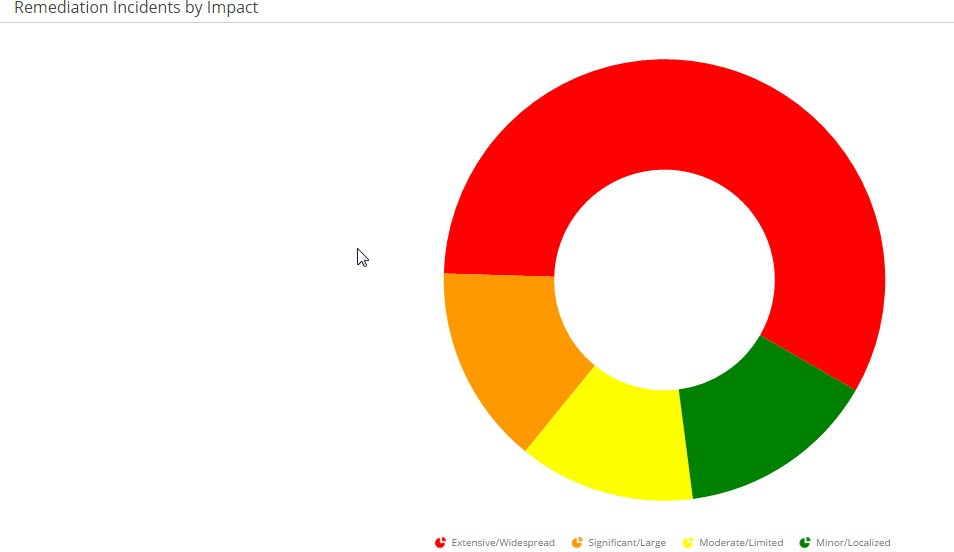 Remediation Incidents by Impact
Extensive/Widespread Significant/Large Moderate/Limited Minor/Localized